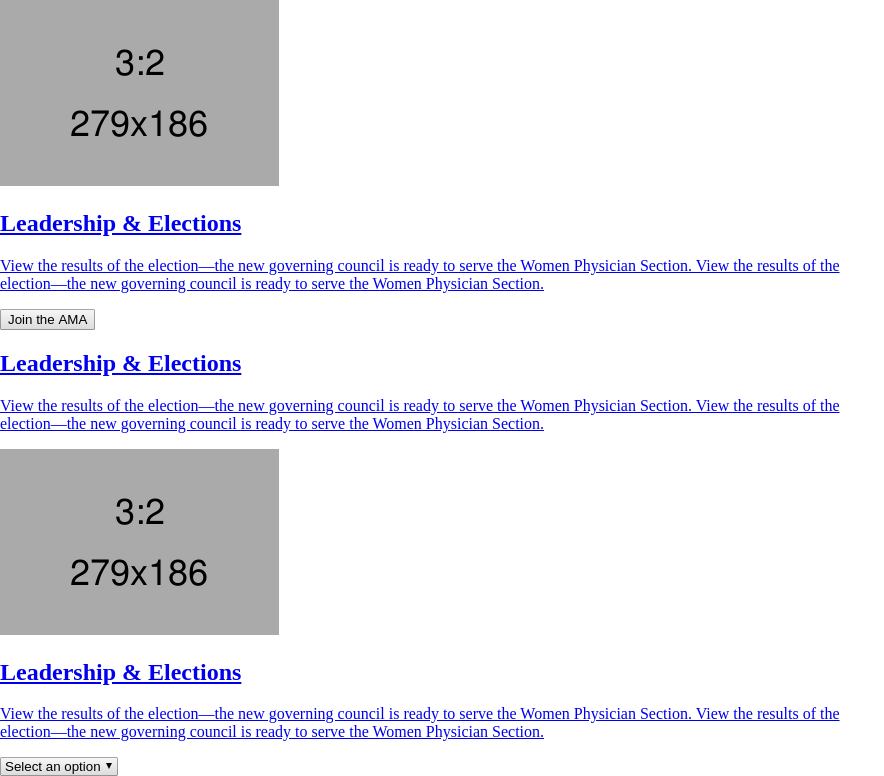 3:2
279x186
Leadership & Elections
View the results of the election—the new governing council is ready to serve the Women Physician Section. View the results of the
election—the new governing council is ready to serve the Women Physician Section.
Join the AMA
Leadership & Elections
View the results of the election—the new governing council is ready to serve the Women Physician Section. View the results of the
election—the new governing council is ready to serve the Women Physician Section.
3:2
279x186
Leadership & Elections
View the results of the election—the new governing council is ready to serve the Women Physician Section. View the results of the
election—the new governing council is ready to serve the Women Physician Section.
Select an option